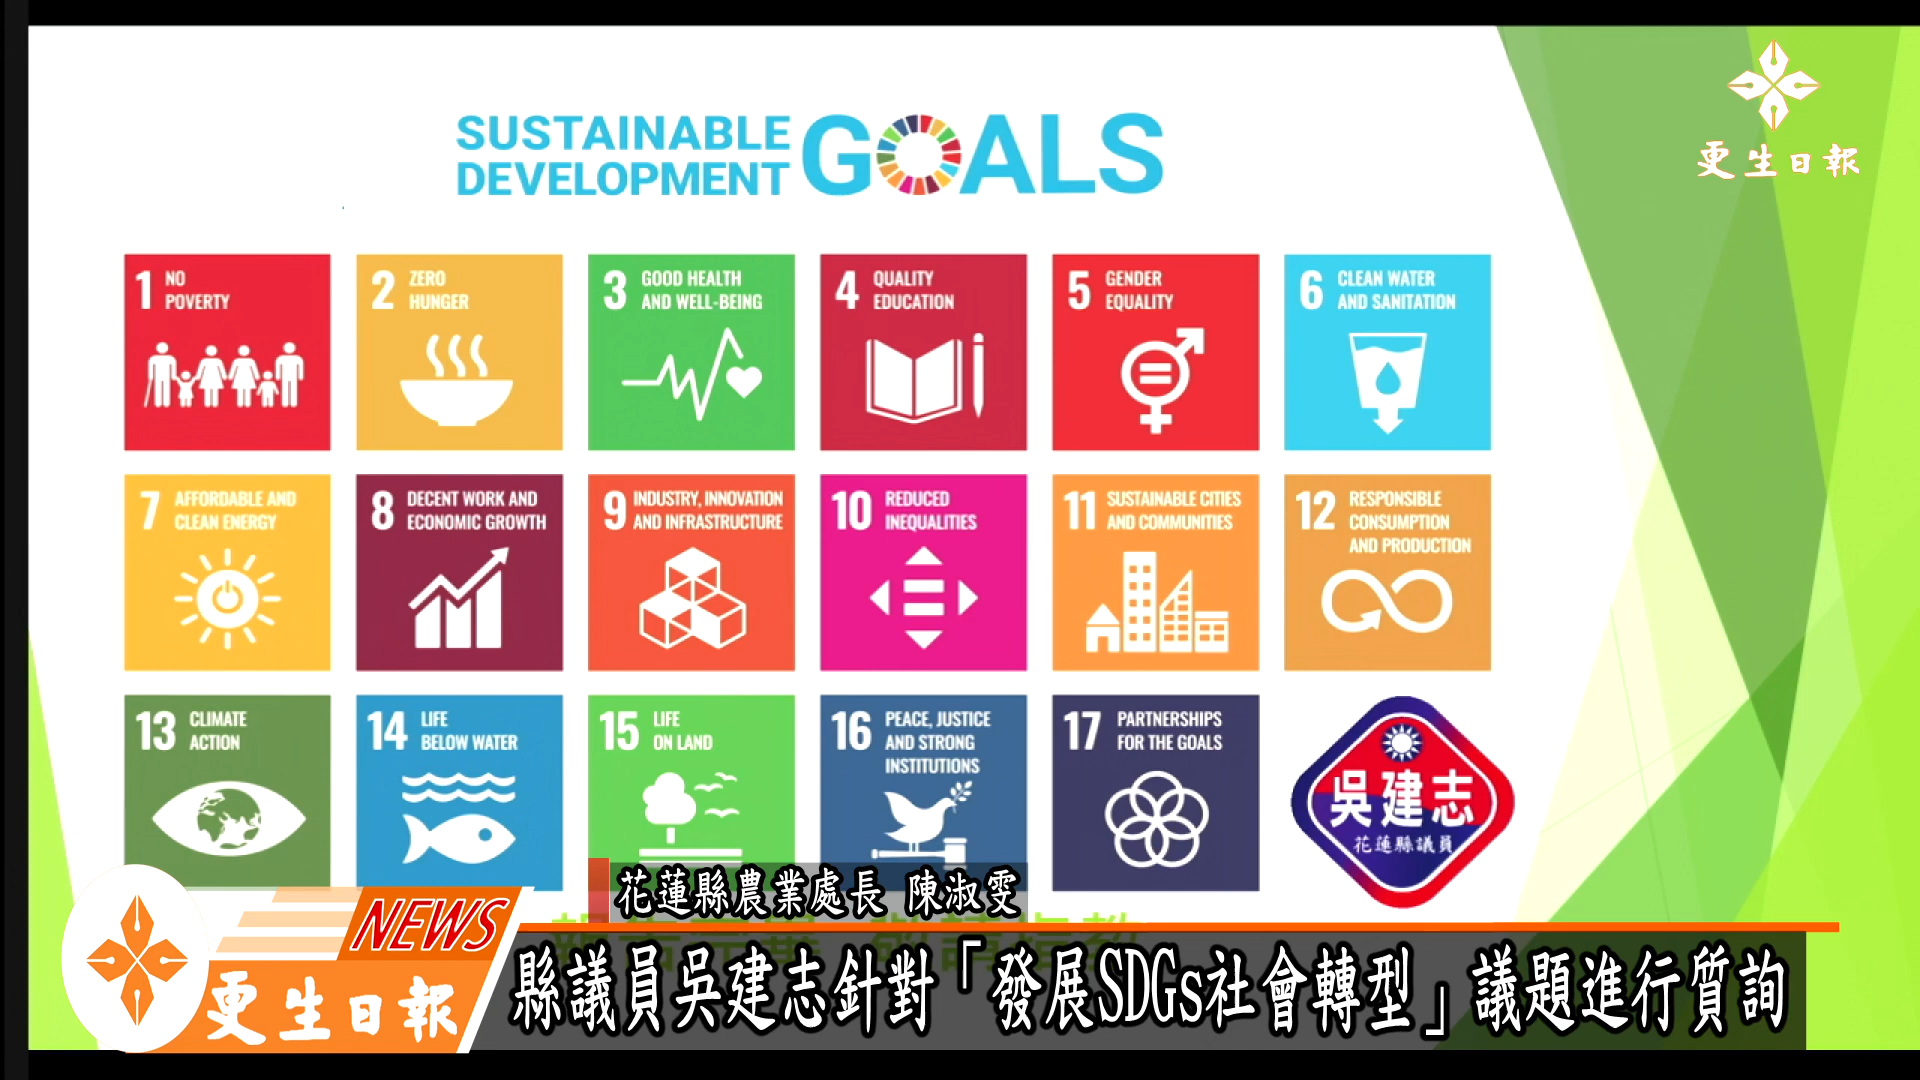 SUSTAINABLE
DEVELOPMENT
GOALS
更生日報
1 NO
POVERTY
2 ZERO
HUNGER
3 GOOD HEALTH
AND WELL-BEING
4 QUALITY
EDUCATION
5 GENDER
EQUALITY
6 CLEAN WATER
AND SANITATION
7 AFFORDABLE AND
CLEAN ENERGY
8 DECENT WORK AND
ECONOMIC GROWTH
9 INDUSTRY, INNOVATION
AND INFRASTRUCTURE
10 REDUCED
INEQUALITIES
11 SUSTAINABLE CITIES
AND COMMUNITIES
12 RESPONSIBLE
CONSUMPTION
AND PRODUCTION
13 CLIMATE
ACTION
14 LIFE
BELOW WATER
15 LIFE
ON LAND
16 PEACE, JUSTICE
AND STRONG
INSTITUTIONS
17 PARTNERSHIPS
FOR THE GOALS
吳建志
花蓮縣議員
花蓮縣農業處長 陳淑雯
NEWS
更生日報
縣議員吳建志針對「發展SDGs社會轉型」議題進行質詢